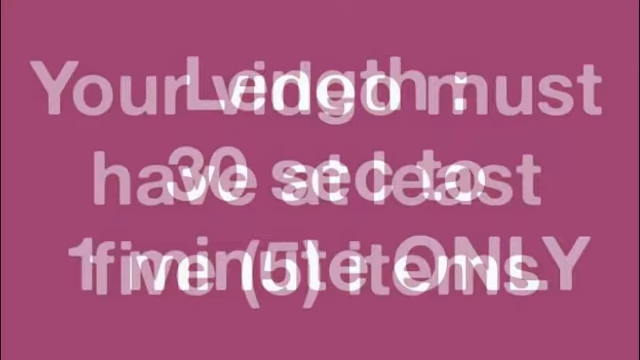 Your video must
have at least
five (5) items
Length :
30 sec to
1 minute ONLY